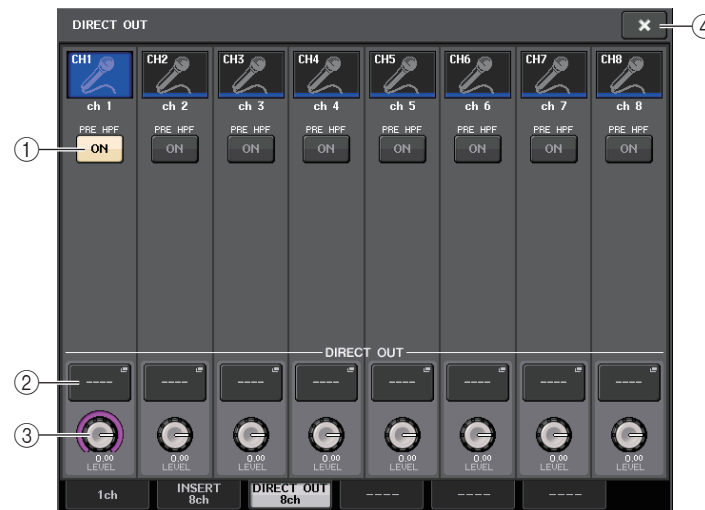 DIRECT OUT ×
CH1 CH2 CH3 CH4 CH5 CH6 CH7 CH8
ch 1 ch 2 ch 3 ch 4 ch 5 ch 6 ch 7 ch 8
PRE HPF PRE HPF PRE HPF PRE HPF PRE HPF PRE HPF PRE HPF PRE HPF
ON ON ON ON ON ON ON ON
DIRECT OUT
---- ---- ---- ---- ---- ---- ---- ----
0.00 0.00 0.00 0.00 0.00 0.00 0.00 0.00
LEVEL LEVEL LEVEL LEVEL LEVEL LEVEL LEVEL LEVEL
1ch INSERT 8ch DIRECT OUT 8ch ---- ---- ----
1
2
3
4